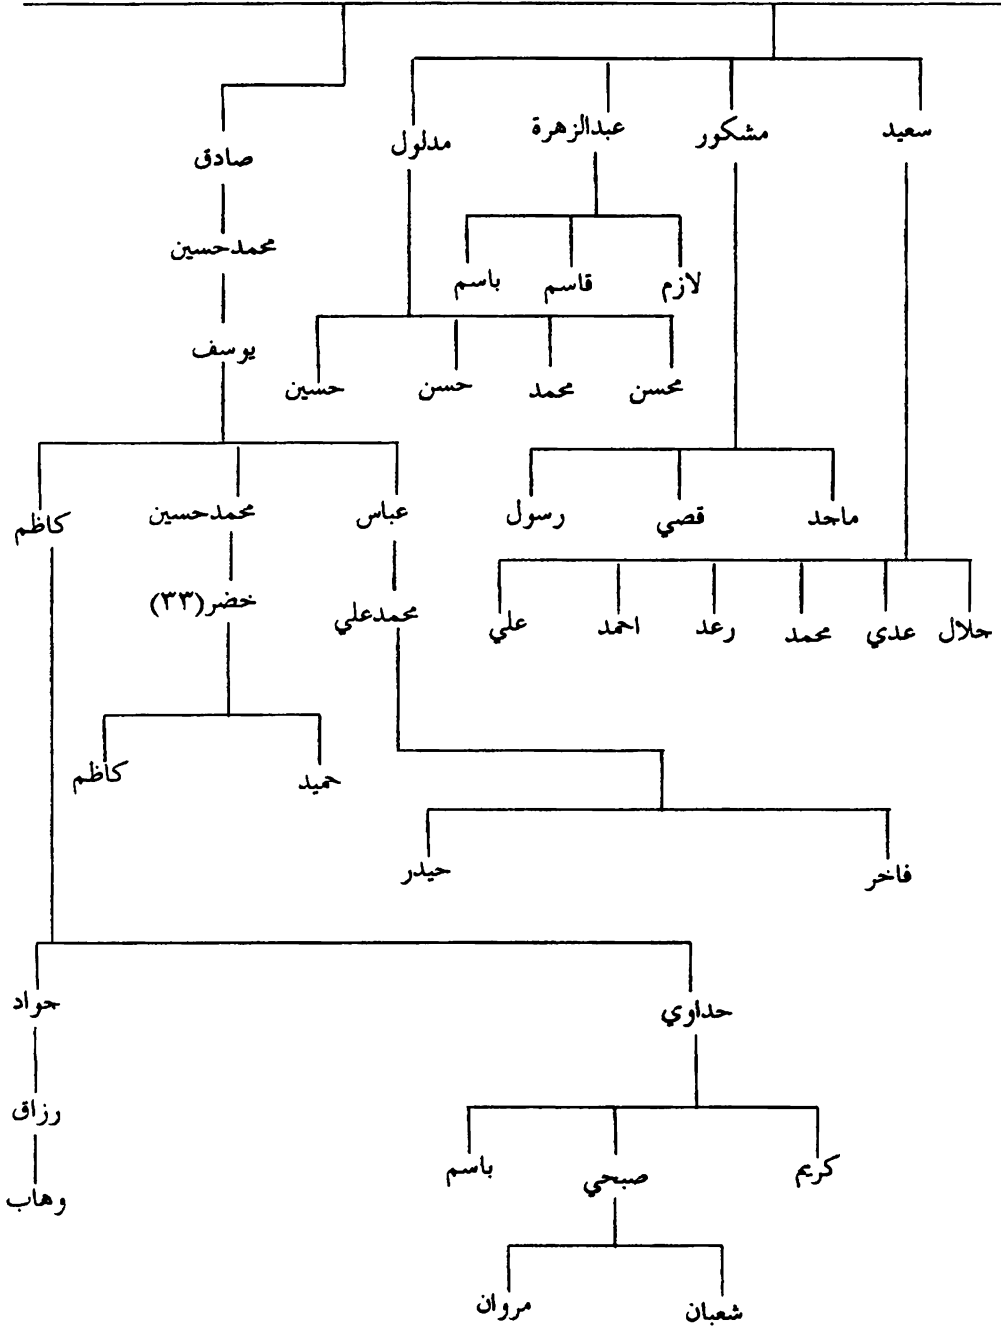 سعيد مشكور عبدالزهرة مدلول
صادق
محمدحسين
لازم قاسم باسم
يوسف
محسن محمد حسن حسين
ماجد قصي رسول
عباس محمدحسين كاظم
خضر(٣٣)
محمدعلي
جلال عدي محمد رعد احمد علي
حميد كاظم
فاخر حيدر
جواد
حداوي
رزاق
كريم صبحي باسم
وهاب
شعبان مروان